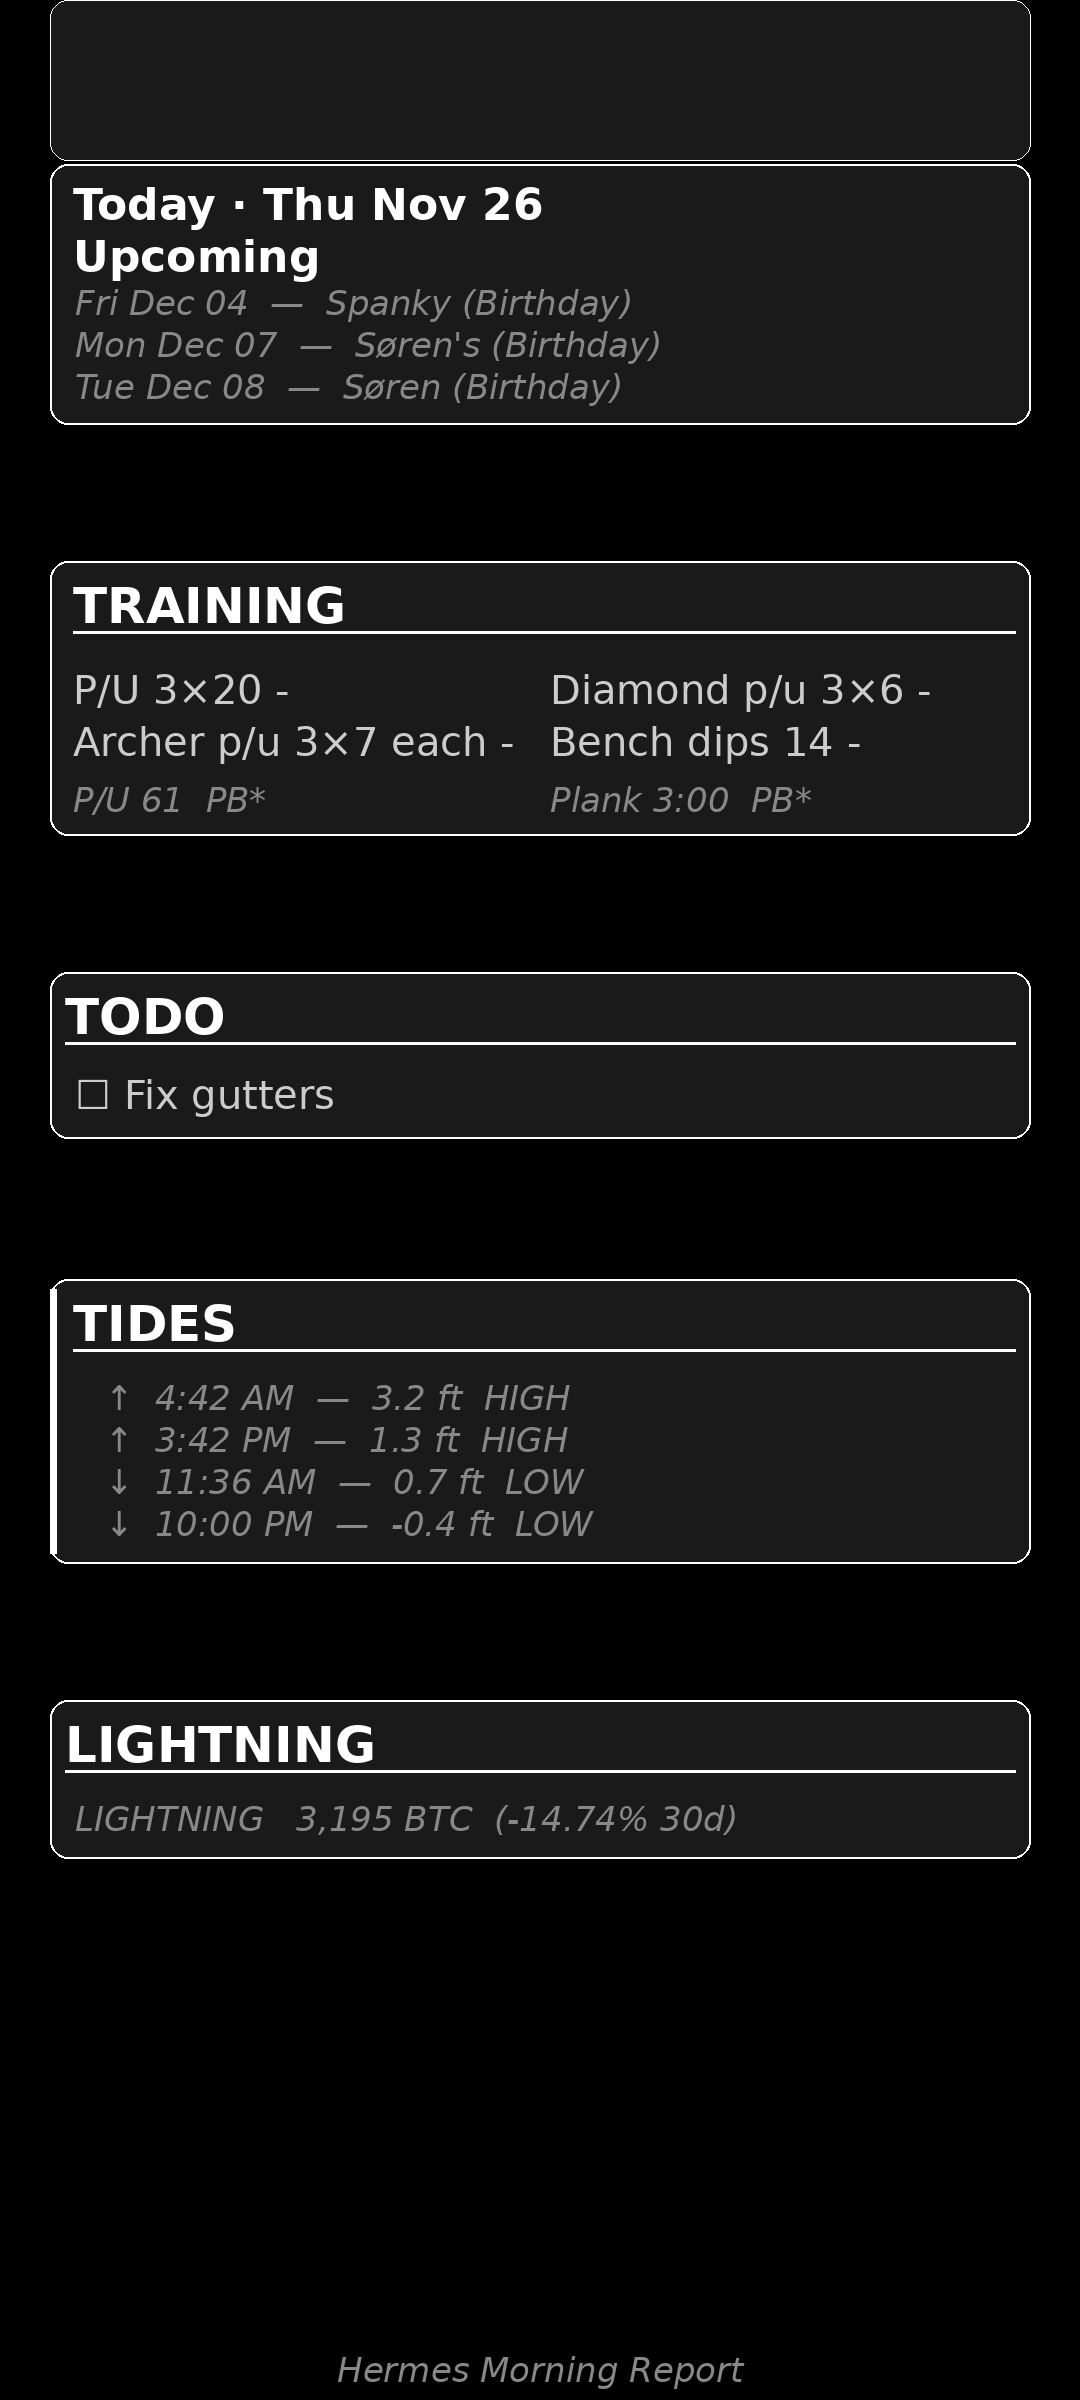 Today · Thu Nov 26
Upcoming
Fri Dec 04 — Spanky (Birthday)
Mon Dec 07 — Søren's (Birthday)
Tue Dec 08 — Søren (Birthday)
TRAINING
P/U 3×20 - Diamond p/u 3×6 -
Archer p/u 3×7 each - Bench dips 14 -
P/U 61 PB* Plank 3:00 PB*
TODO
☐ Fix gutters
TIDES
↑ 4:42 AM — 3.2 ft HIGH
↑ 3:42 PM — 1.3 ft HIGH
↓ 11:36 AM — 0.7 ft LOW
↓ 10:00 PM — -0.4 ft LOW
LIGHTNING
LIGHTNING 3,195 BTC (-14.74% 30d)
Hermes Morning Report